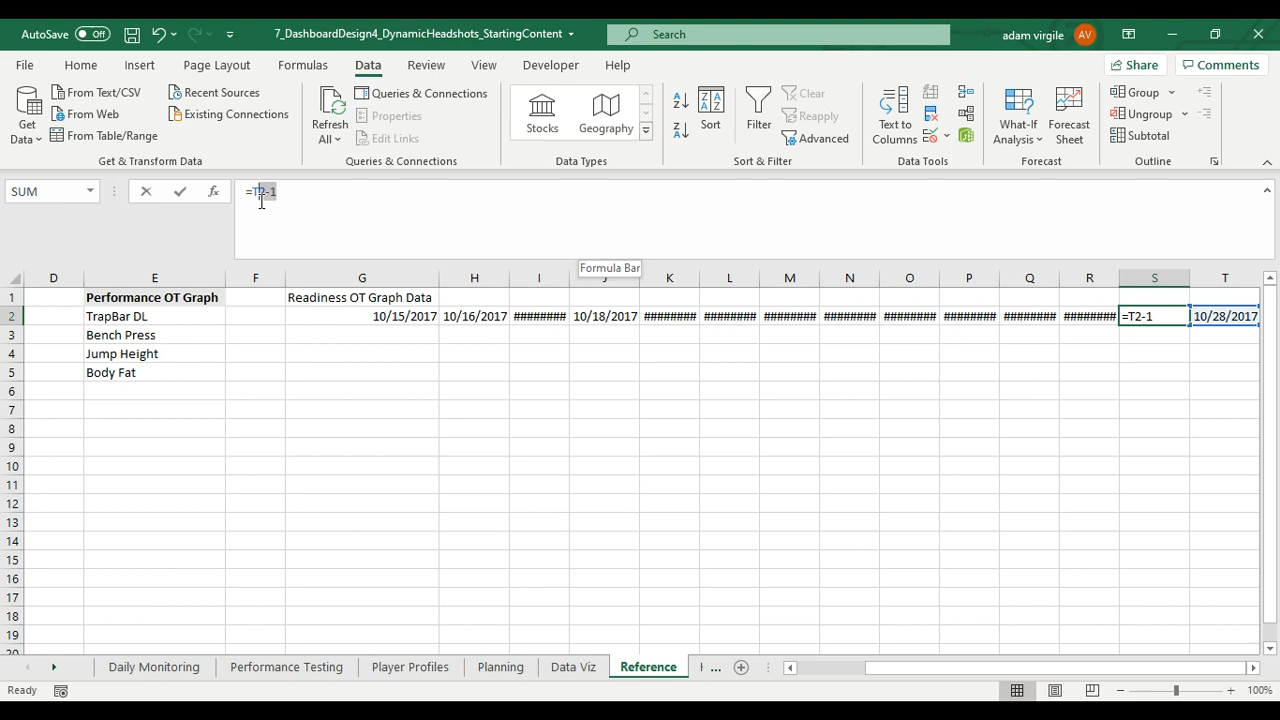 AutoSave Off 7_DashboardDesign4_DynamicHeadshots_StartingContent Search adam virgile AV
File Home Insert Page Layout Formulas Data Review View Developer Help Share Comments
Get Data From Text/CSV From Web From Table/Range Recent Sources Existing Connections
Get & Transform Data
Refresh All Queries & Connections Properties Edit Links
Queries & Connections
Stocks Geography
Data Types
Sort Filter Clear Reapply Advanced
Sort & Filter
Text to Columns
Data Tools
What-If Analysis Forecast Sheet
Forecast
Group Ungroup Subtotal
Outline
SUM fx =T2-1
Formula Bar
D E F G H I J K L M N O P Q R S T
1 Performance OT Graph Readiness OT Graph Data
2 TrapBar DL 10/15/2017 10/16/2017 ######## 10/18/2017 ######## ######## ######## ######## ######## ######## ######## ######## =T2-1 10/28/2017
3 Bench Press
4 Jump Height
5 Body Fat
6
7
8
9
10
11
12
13
14
15
16
17
18
19
20
Daily Monitoring Performance Testing Player Profiles Planning Data Viz Reference ...
Ready 100%